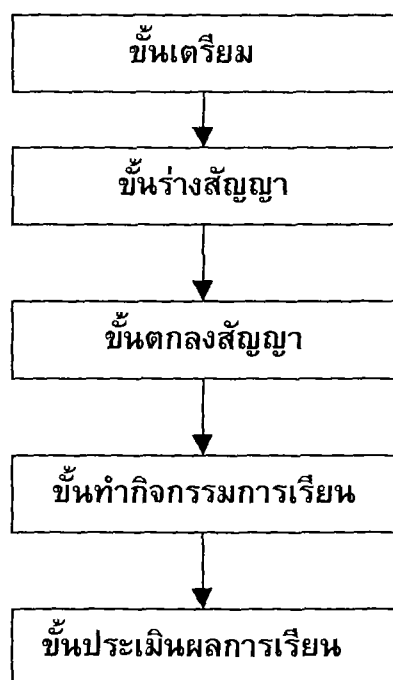 ขั้นเตรียม
ขั้นร่างสัญญา
ขั้นตกลงสัญญา
ขั้นทำกิจกรรมการเรียน
ขั้นประเมินผลการเรียน